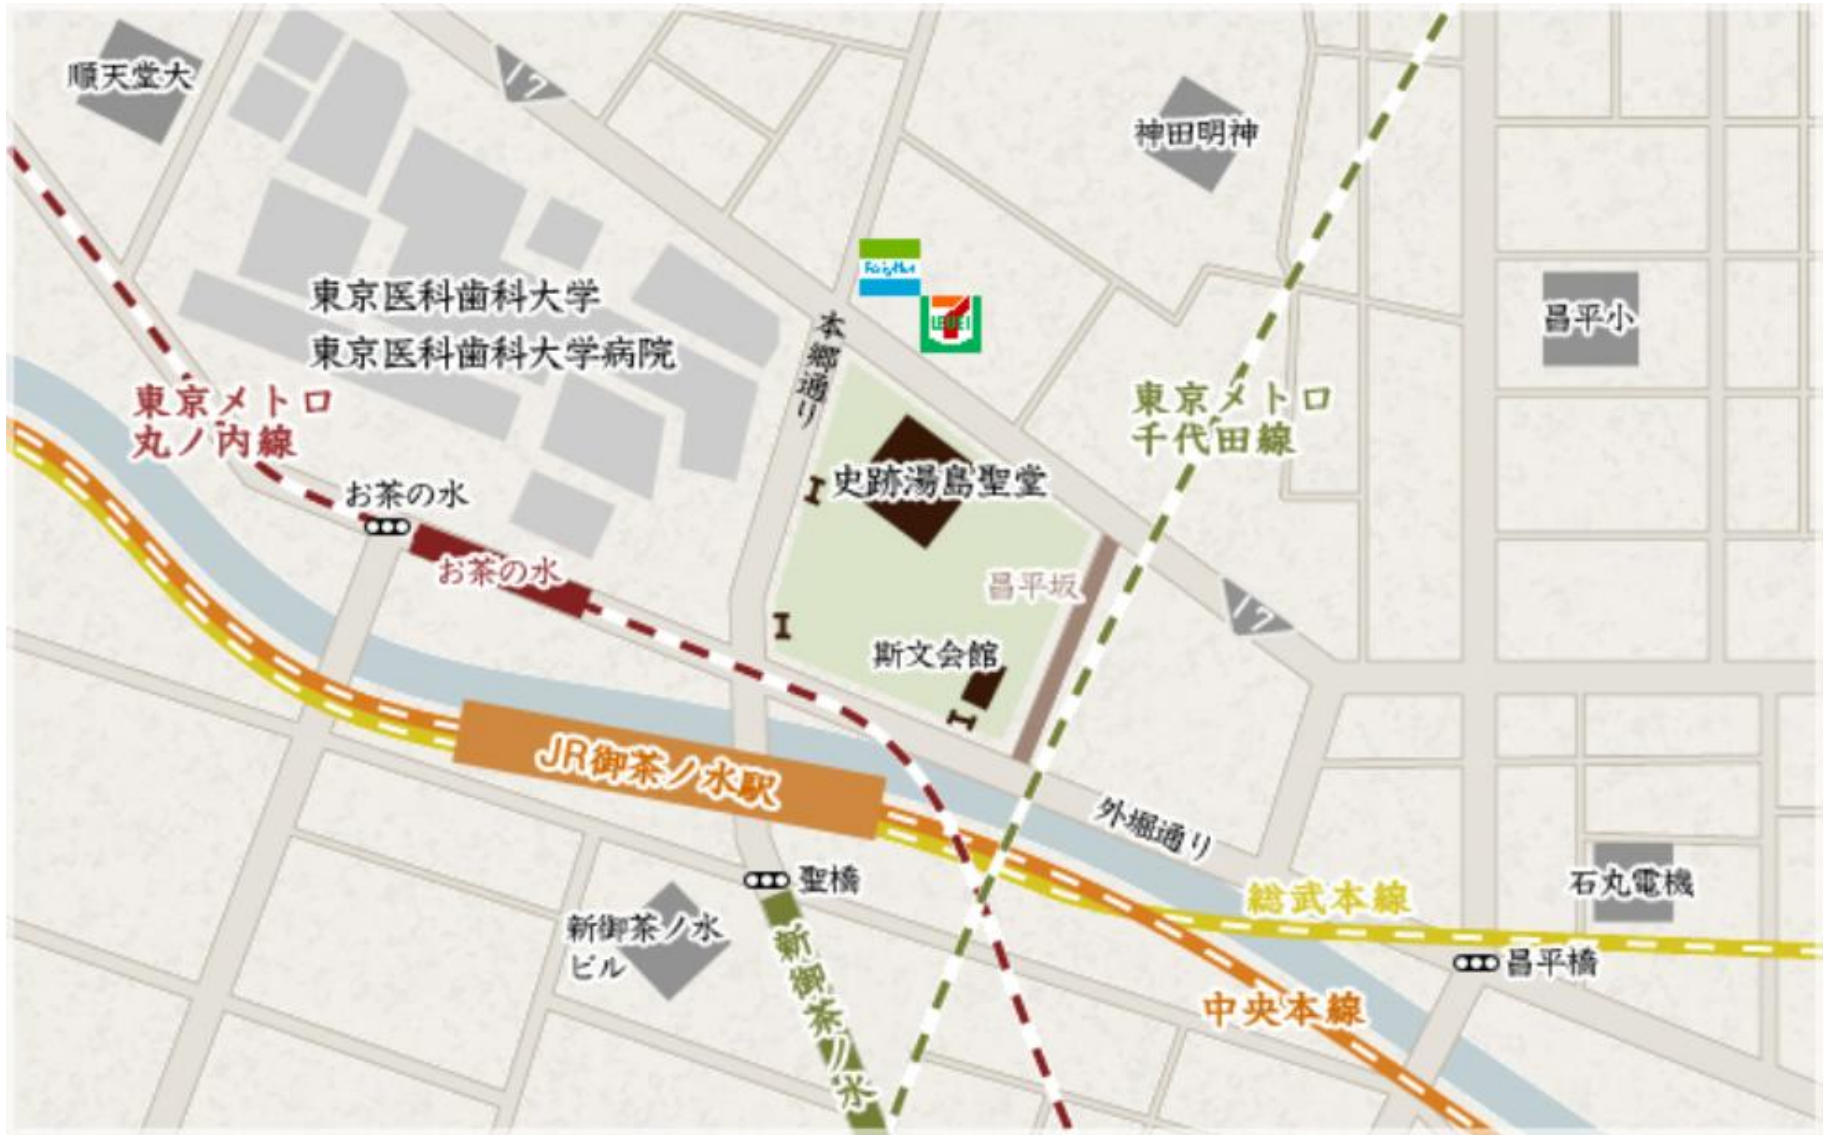 順天堂大
17
神田明神
FamilyMart
7
ELEVEN
昌平小
東京医科歯科大学
東京医科歯科大学病院
本郷通り
東京メトロ
丸ノ内線
東京メトロ
千代田線
お茶の水
史跡湯島聖堂
お茶の水
昌平坂
17
斯文会館
JR御茶ノ水駅
外堀通り
聖橋
総武本線
石丸電機
新御茶ノ水
ビル
新御茶ノ水
昌平橋
中央本線